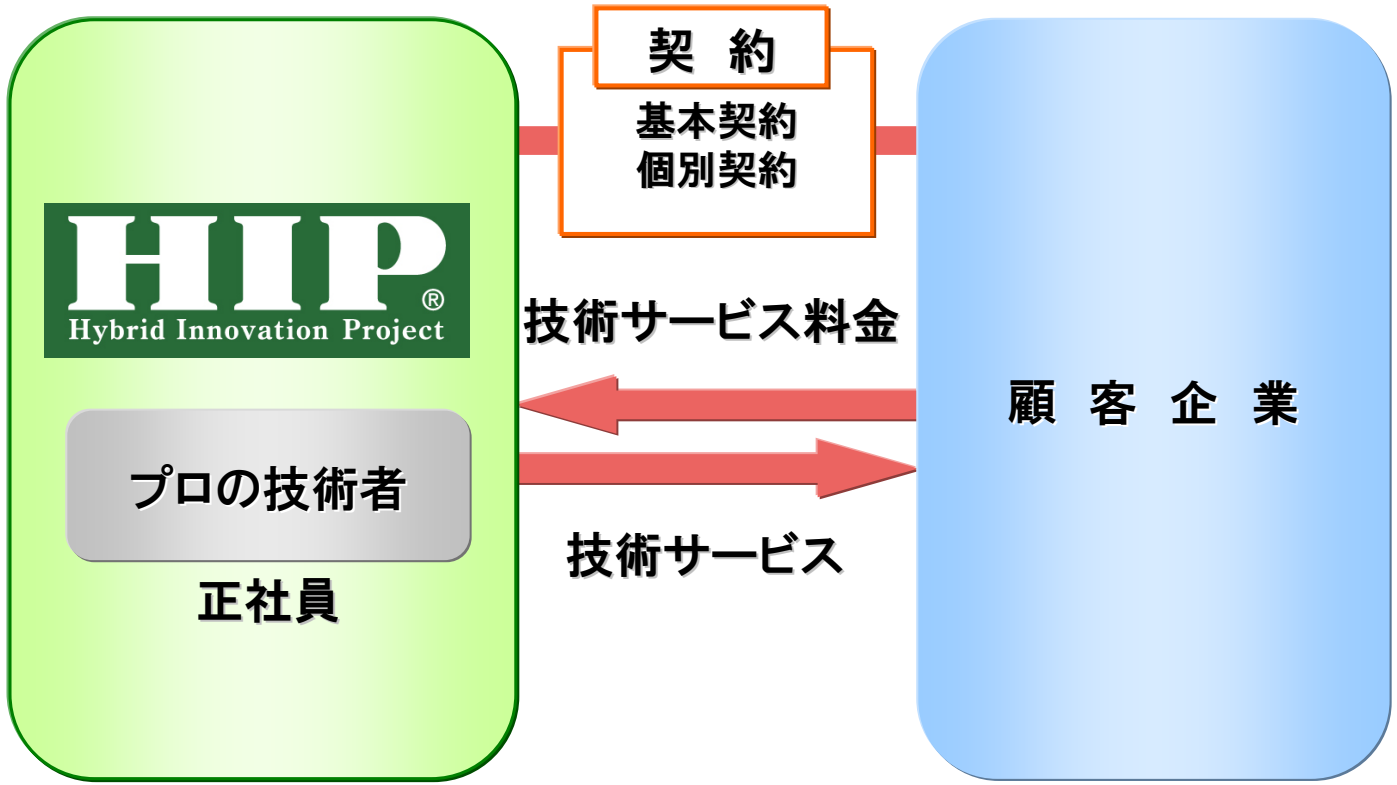 契 約
基本契約
個別契約
HIP®
Hybrid Innovation Project
技術サービス料金
顧 客 企 業
プロの技術者
技術サービス
正社員